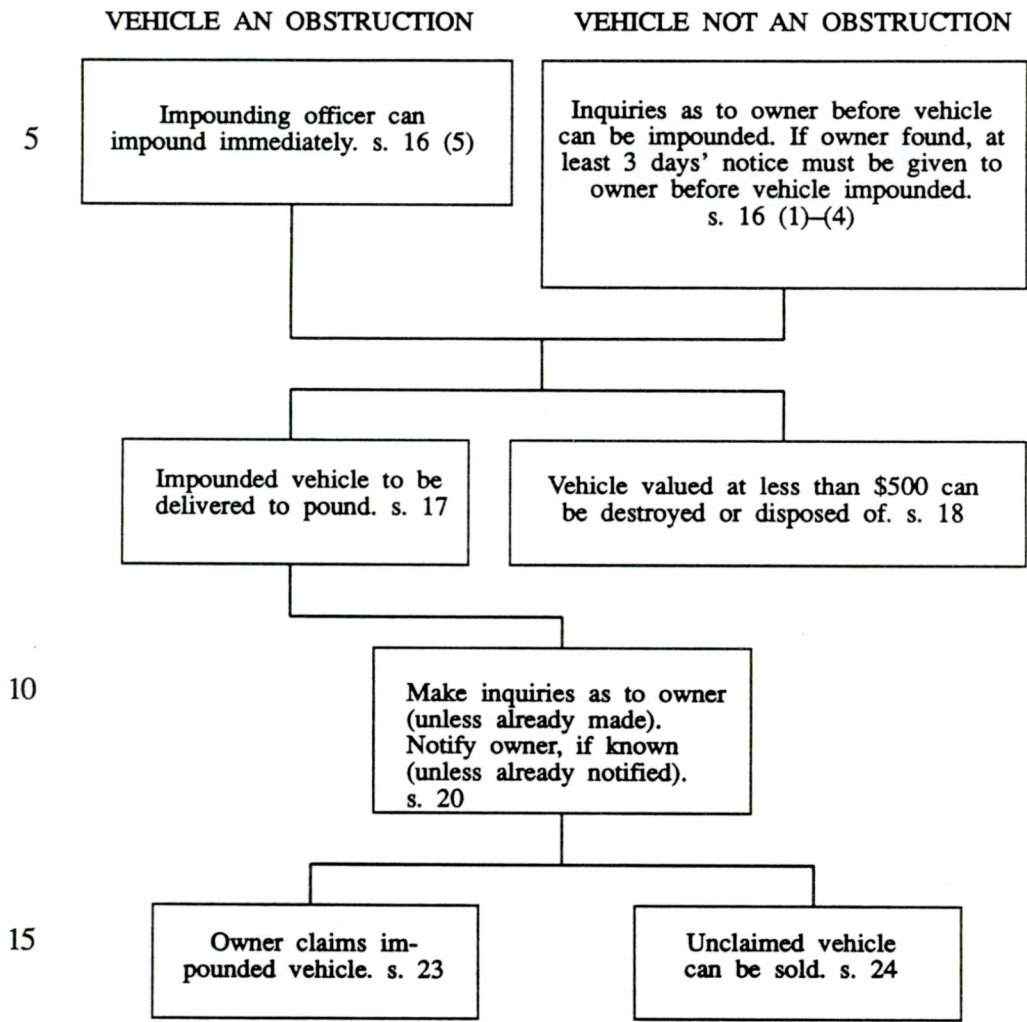 VEHICLE AN OBSTRUCTION
VEHICLE NOT AN OBSTRUCTION
5
Impounding officer can
impound immediately. s. 16 (5)
Inquiries as to owner before vehicle
can be impounded. If owner found, at
least 3 days' notice must be given to
owner before vehicle impounded.
s. 16 (1)–(4)
Impounded vehicle to be
delivered to pound. s. 17
Vehicle valued at less than $500 can
be destroyed or disposed of. s. 18
10
Make inquiries as to owner
(unless already made).
Notify owner, if known
(unless already notified).
s. 20
15
Owner claims im-
pounded vehicle. s. 23
Unclaimed vehicle
can be sold. s. 24